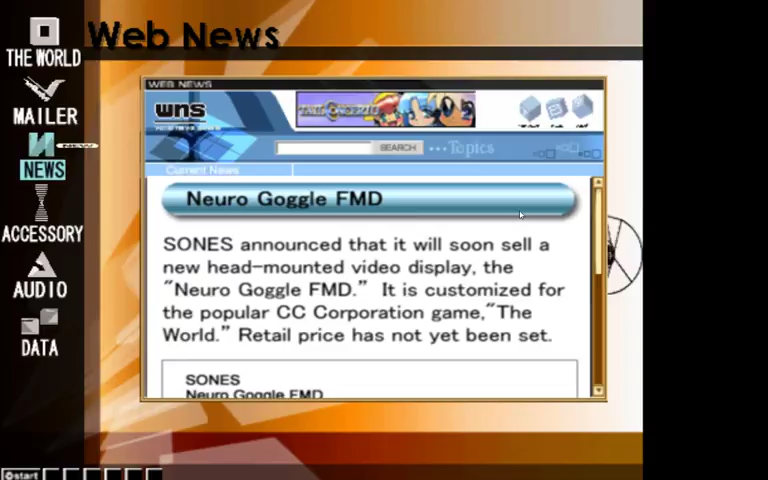 Web News
THE WORLD
MAILER
NEWS
ACCESSORY
AUDIO
DATA
WEB NEWS
wns
SEARCH
Topics
Current News
Neuro Goggle FMD
SONES announced that it will soon sell a
new head-mounted video display, the
"Neuro Goggle FMD." It is customized for
the popular CC Corporation game,"The
World." Retail price has not yet been set.
SONES
Neuro Goggle FMD
start